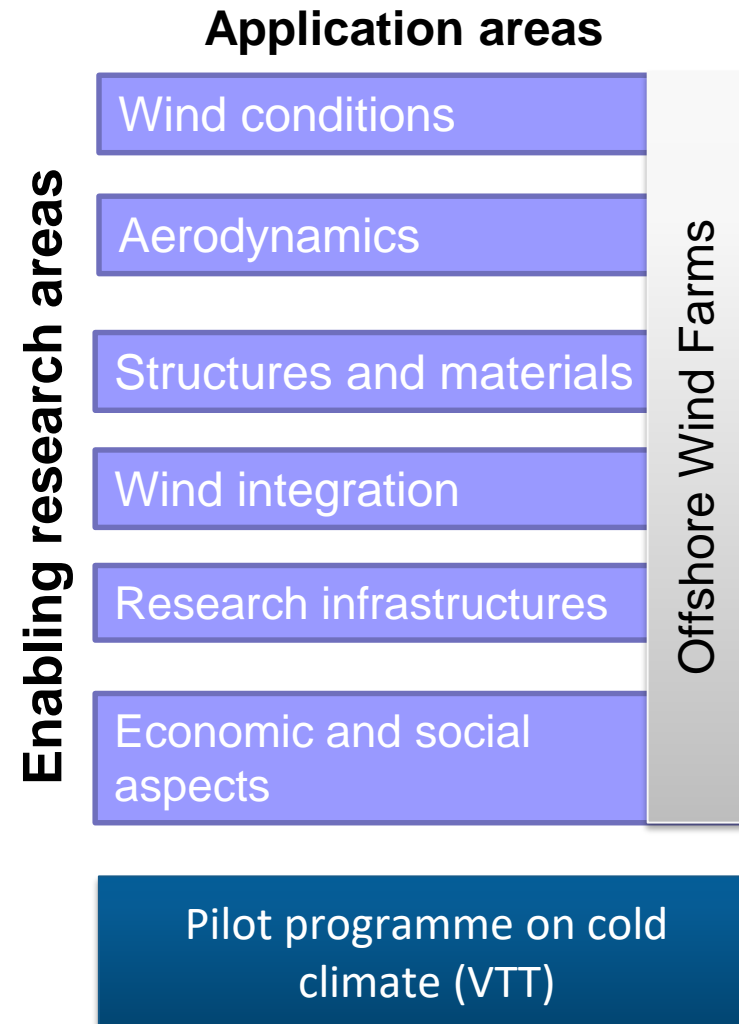 Application areas
Enabling research areas
Wind conditions
Aerodynamics
Structures and materials
Wind integration
Research infrastructures
Economic and social
aspects
Offshore Wind Farms
Pilot programme on cold
climate (VTT)